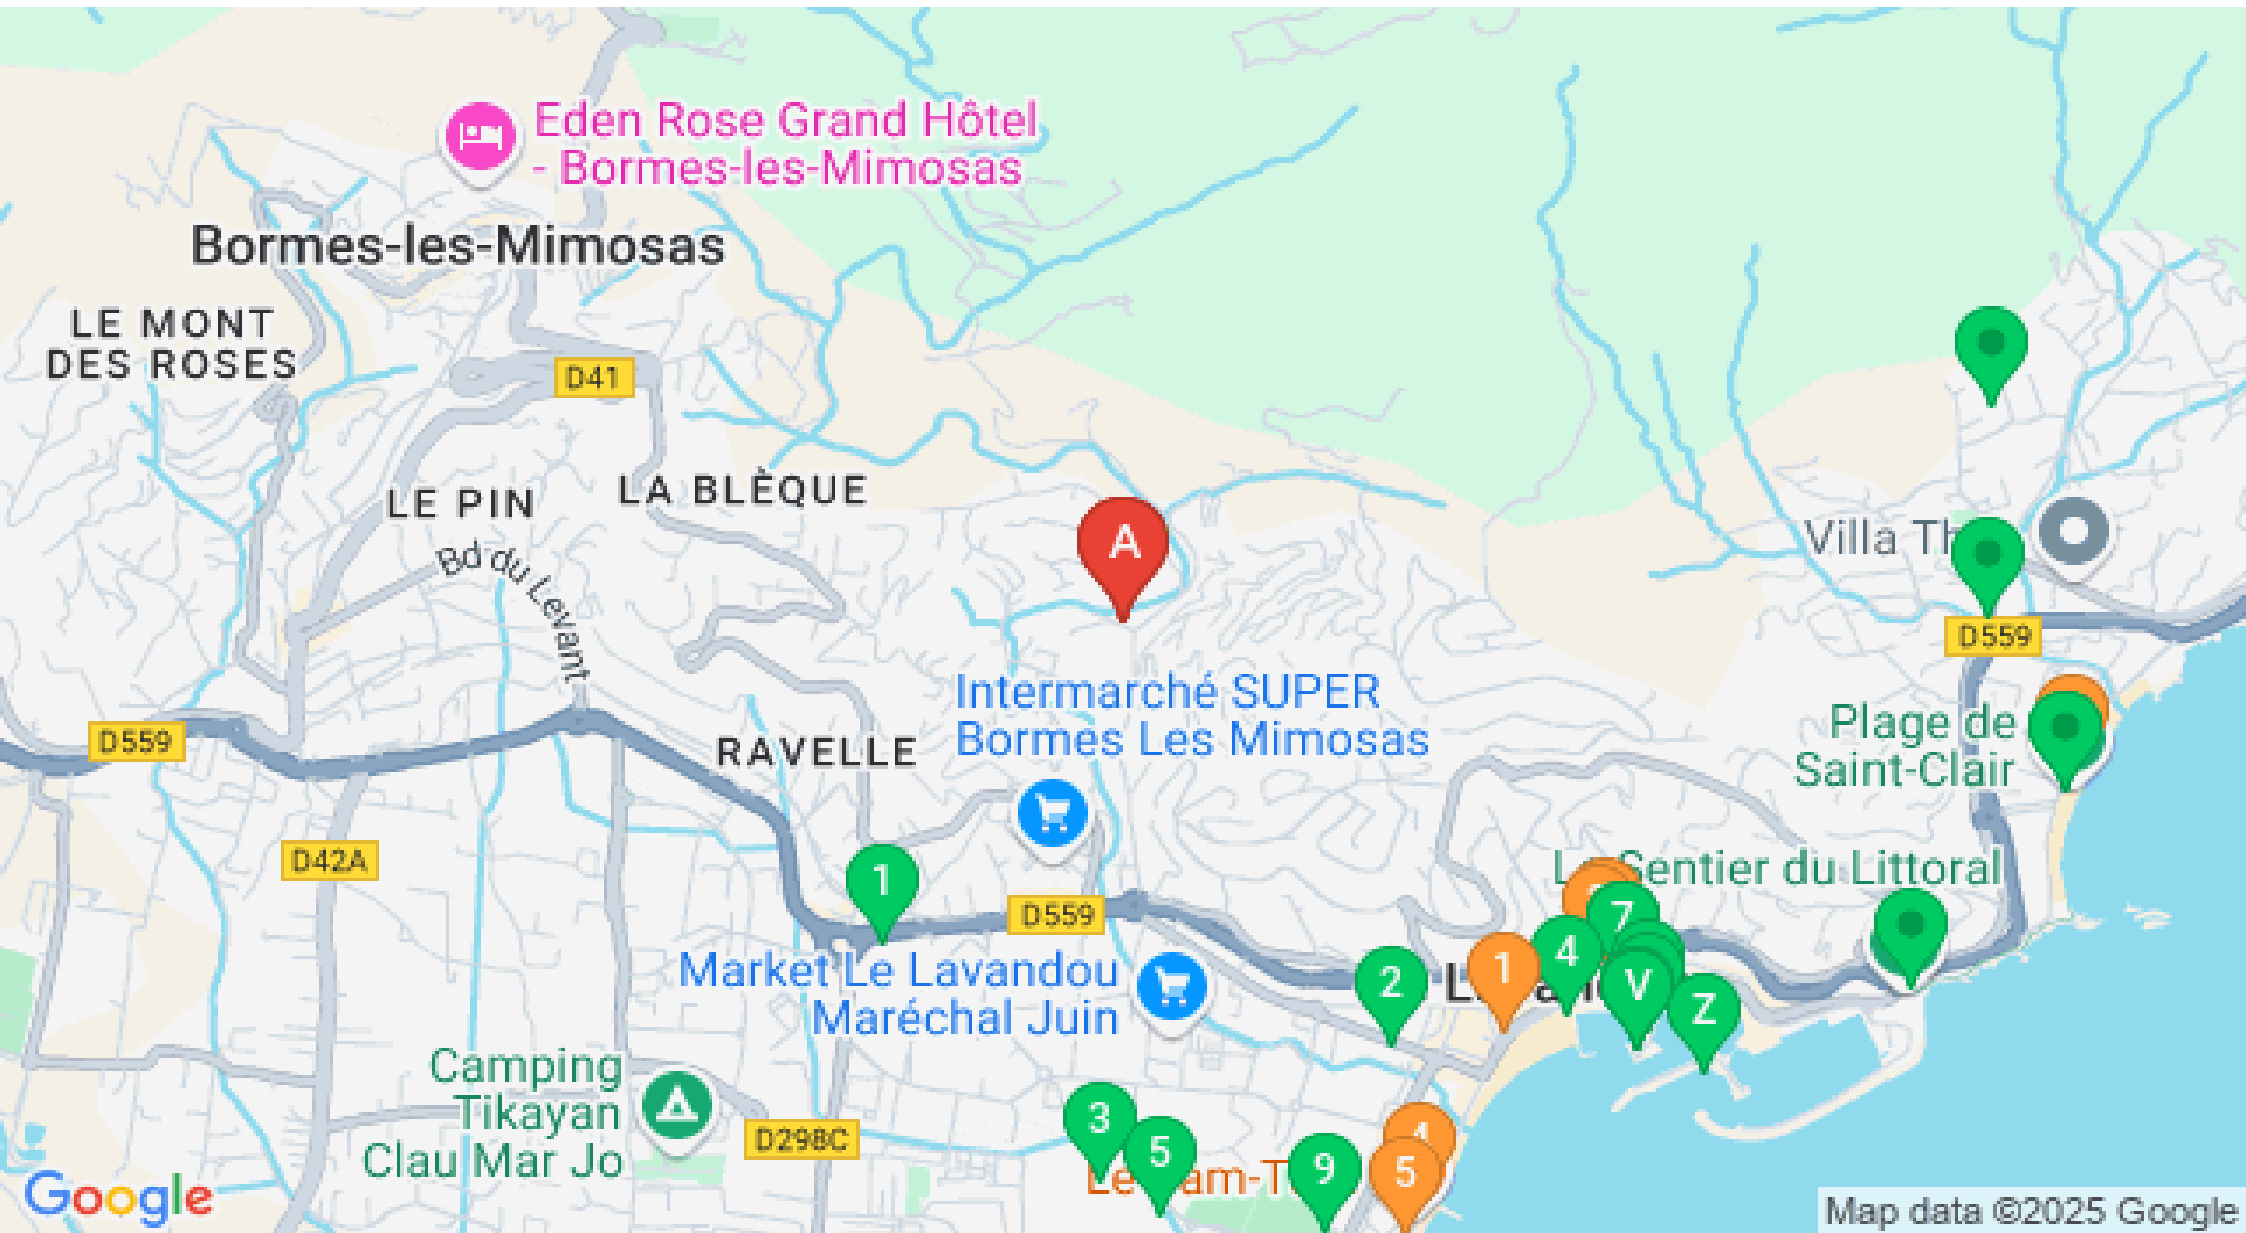 Eden Rose Grand Hôtel
- Bormes-les-Mimosas
Bormes-les-Mimosas
LE MONT
DES ROSES
D41
LE PIN
LA BLÈQUE
Bd du Levant
A
Villa
D559
Intermarché SUPER
Bormes Les Mimosas
RAVELLE
D559
Plage de
Saint-Clair
D42A
1
D559
Sentier du Littoral
7
4
1
2
V
Z
Market Le Lavandou
Maréchal Juin
Camping
Tikayan
Clau Mar Jo
D298C
3
5
9
4
5
Google
Map data ©2025 Google